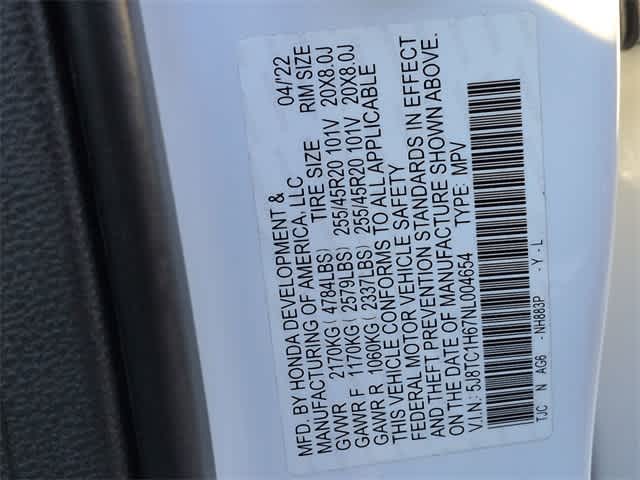 MFD. BY HONDA DEVELOPMENT & 04/'22
MANUFACTURING OF AMERICA, LLC
TIRE SIZE RIM SIZE
GVWR 2170KG ( 4784LBS)
GAWR F 1170KG ( 2579LBS) 255/45R20 101V 20X8.0J
GAWR R 1060KG ( 2337LBS) 255/45R20 101V 20X8.0J
THIS VEHICLE CONFORMS TO ALL APPLICABLE
FEDERAL MOTOR VEHICLE SAFETY
AND THEFT PREVENTION STANDARDS IN EFFECT
ON THE DATE OF MANUFACTURE SHOWN ABOVE.
V.I.N.: 5J8TC1H67NL004654 TYPE: MPV
TJC N AG6 -NH883P -Y-L